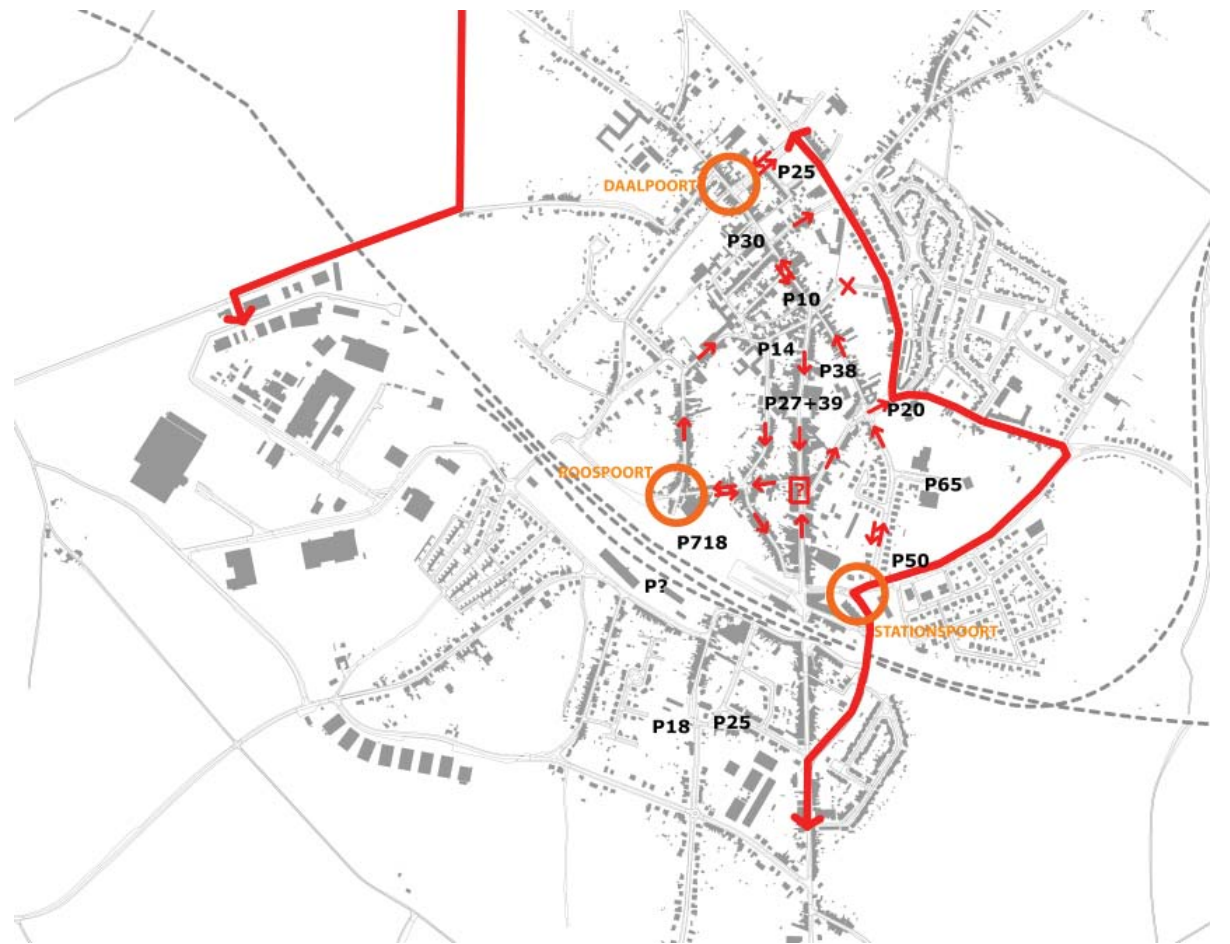 P25
DAALPOORT
P30
P10
P14
P38
P27+39
P20
ROOSPOORT
P65
?
P718
P50
P?
STATIONSPOORT
P18
P25